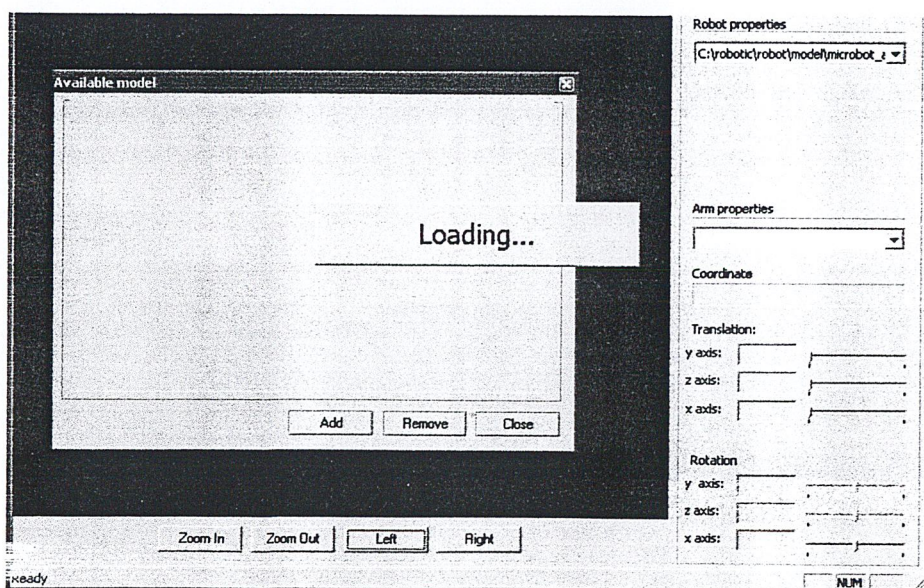 Robot properties
C:\robotic\robot\model\microbot_
Available model
Loading...
Add Remove Close
Arm properties
Coordinate
Translation:
y axis:
z axis:
x axis:
Rotation
y axis:
z axis:
x axis:
Zoom In Zoom Out Left Right
Ready
NUM